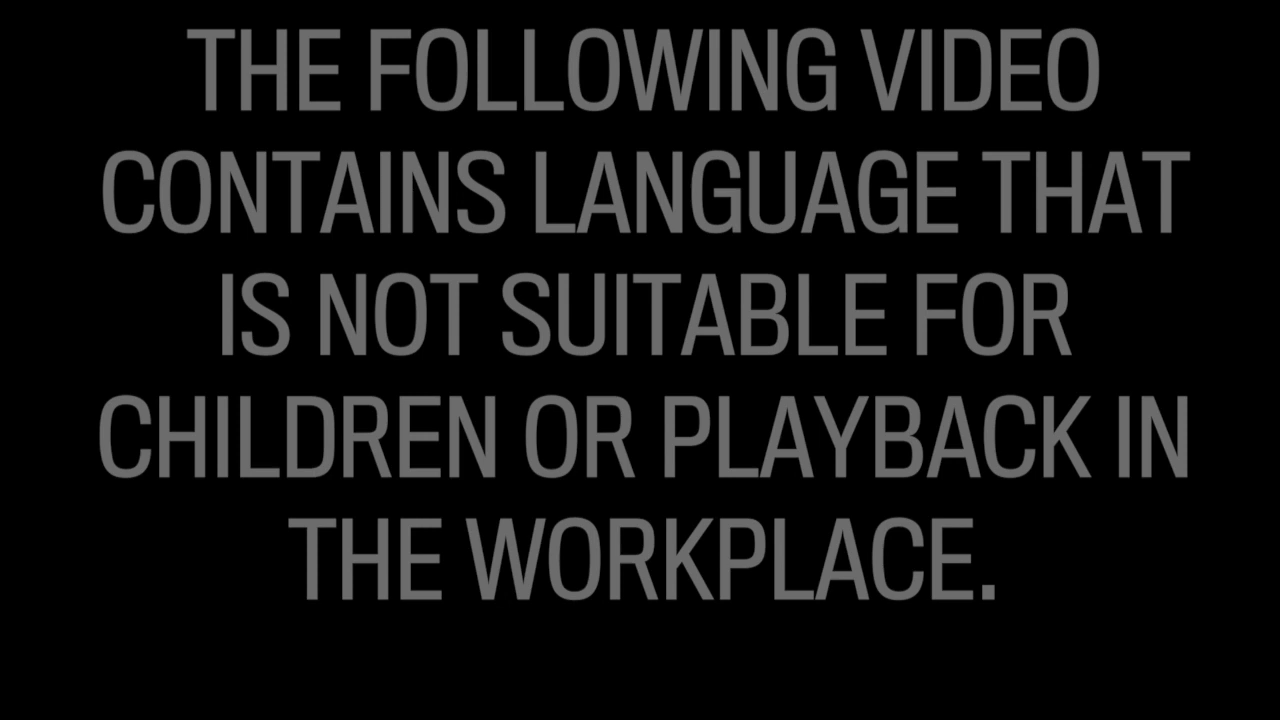 THE FOLLOWING VIDEO
CONTAINS LANGUAGE THAT
IS NOT SUITABLE FOR
CHILDREN OR PLAYBACK IN
THE WORKPLACE.